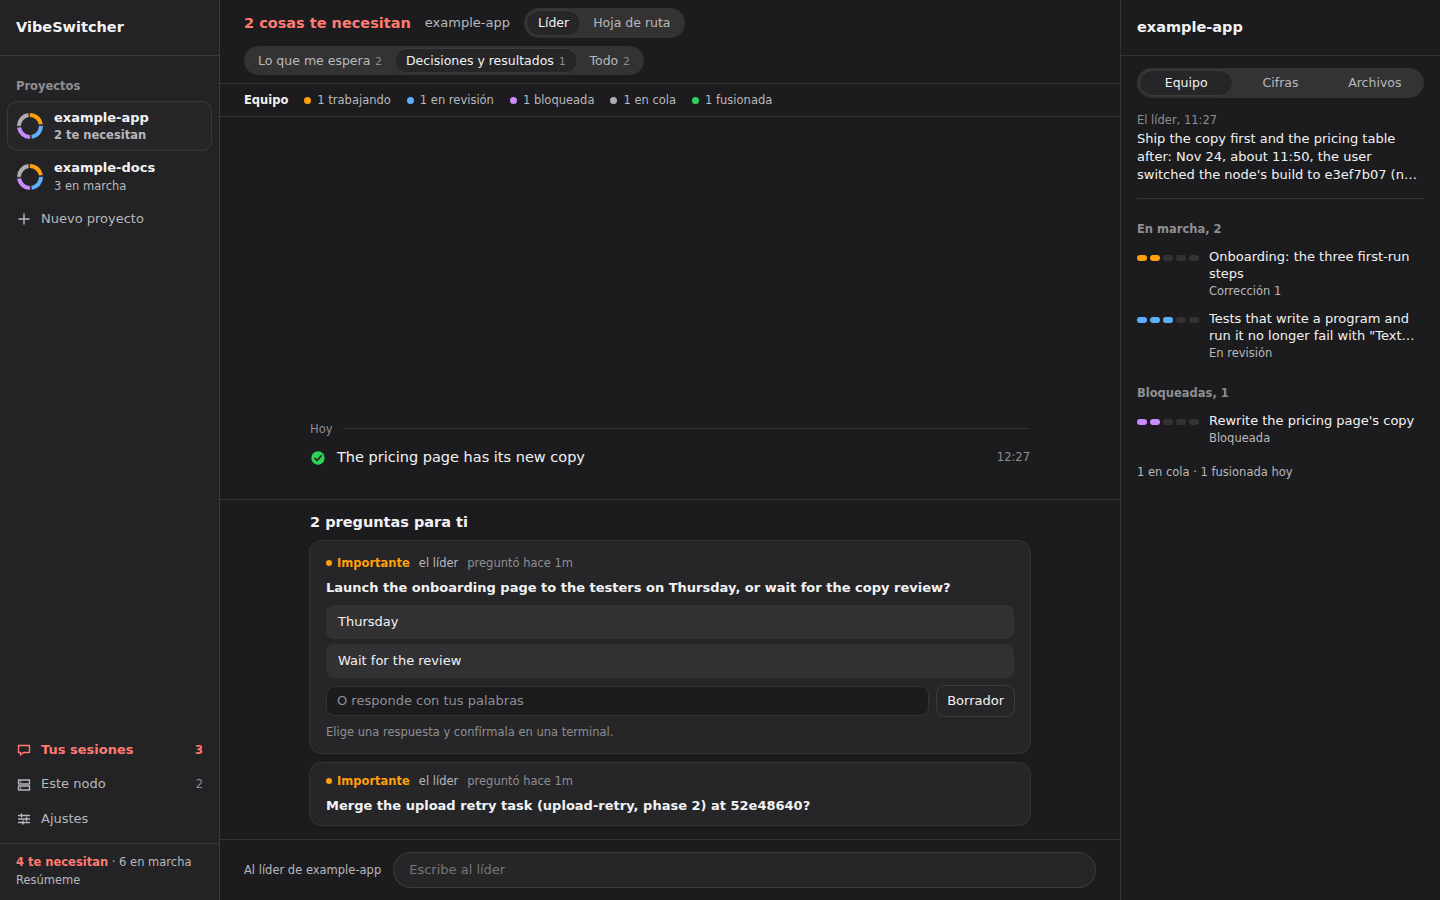 VibeSwitcher
Proyectos
example-app
2 te necesitan
example-docs
3 en marcha
Nuevo proyecto
Tus sesiones 3
Este nodo 2
Ajustes
4 te necesitan · 6 en marcha
Resúmeme
2 cosas te necesitan example-app Líder Hoja de ruta
Lo que me espera 2 Decisiones y resultados 1 Todo 2
Equipo 1 trabajando 1 en revisión 1 bloqueada 1 en cola 1 fusionada
Hoy
The pricing page has its new copy 12:27
2 preguntas para ti
Importante el líder preguntó hace 1m
Launch the onboarding page to the testers on Thursday, or wait for the copy review?
Thursday
Wait for the review
O responde con tus palabras Borrador
Elige una respuesta y confírmala en una terminal.
Importante el líder preguntó hace 1m
Merge the upload retry task (upload-retry, phase 2) at 52e48640?
Al líder de example-app Escribe al líder
example-app
Equipo Cifras Archivos
El líder, 11:27
Ship the copy first and the pricing table
after: Nov 24, about 11:50, the user
switched the node's build to e3ef7b07 (n…
En marcha, 2
Onboarding: the three first-run
steps
Corrección 1
Tests that write a program and
run it no longer fail with "Text…
En revisión
Bloqueadas, 1
Rewrite the pricing page's copy
Bloqueada
1 en cola · 1 fusionada hoy